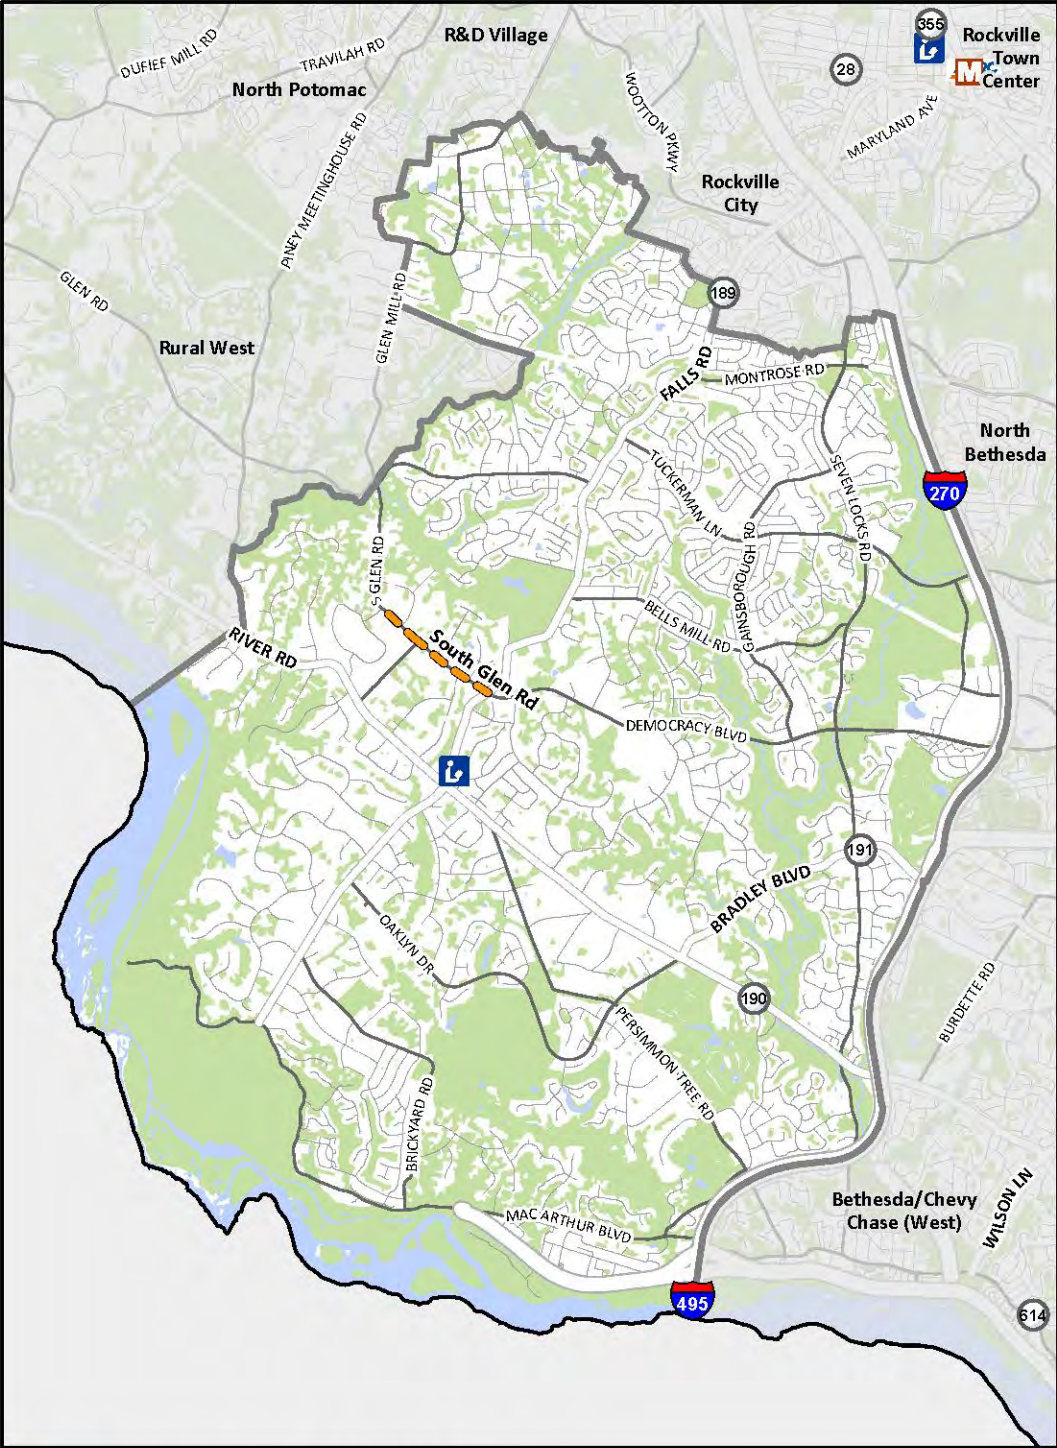 355
R&D Village
Rockville
Town
Center
M
DUFIEF MILL RD
TRAVILAH RD
28
North Potomac
WOOTTON PKWY
MARYLAND AVE
PINEY MEETINGHOUSE RD
Rockville
City
GLEN RD
189
GLEN MILL RD
Rural West
FALLS RD
MONTROSE RD
North
Bethesda
TUCKERMAN LN
SEVEN LOCKS RD
270
GAINSBOROUGH RD
S GLEN RD
BELLS MILL RD
RIVER RD
South Glen Rd
DEMOCRACY BLVD
191
BRADLEY BLVD
OAKLYN DR
190
BURDETTE RD
PERSIMMON TREE RD
BRICKYARD RD
Bethesda/Chevy
Chase (West)
WILSON LN
MAC ARTHUR BLVD
495
614